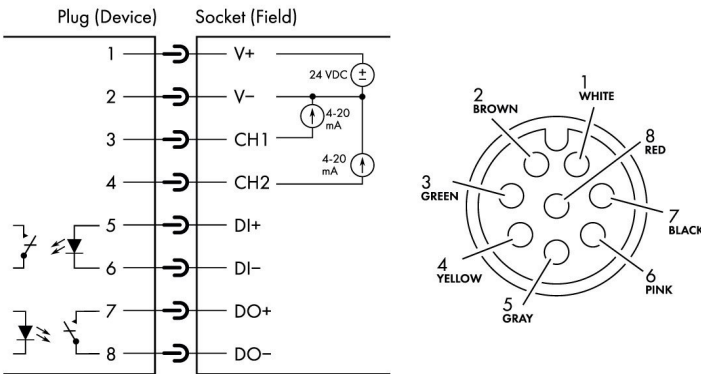 Plug (Device) Socket (Field)
1 V+
24 VDC
2 V−
4-20
mA
3 CH1
4-20
mA
4 CH2
5 DI+
6 DI−
7 DO+
8 DO−
1
WHITE
2
BROWN
8
RED
3
GREEN
7
BLACK
4
YELLOW
6
PINK
5
GRAY